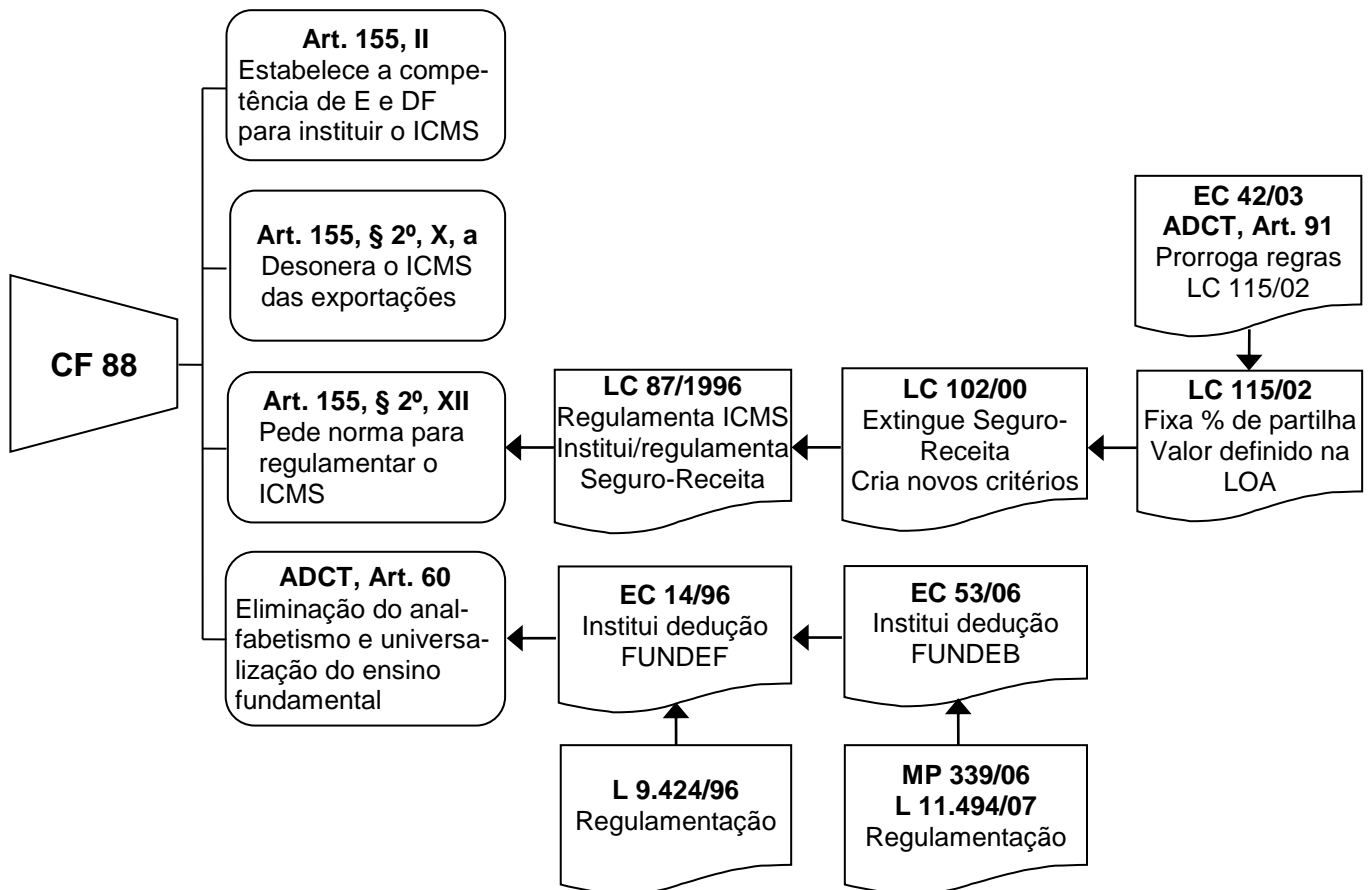 Art. 155, II
Estabelece a compe-
tência de E e DF
para instituir o ICMS
Art. 155, § 2º, X, a
Desonera o ICMS
das exportações
EC 42/03
ADCT, Art. 91
Prorroga regras
LC 115/02
CF 88
Art. 155, § 2º, XII
Pede norma para
regulamentar o
ICMS
LC 87/1996
Regulamenta ICMS
Institui/regulamenta
Seguro-Receita
LC 102/00
Extingue Seguro-
Receita
Cria novos critérios
LC 115/02
Fixa % de partilha
Valor definido na
LOA
ADCT, Art. 60
Eliminação do anal-
fabetismo e universa-
lização do ensino
fundamental
EC 14/96
Institui dedução
FUNDEF
EC 53/06
Institui dedução
FUNDEB
L 9.424/96
Regulamentação
MP 339/06
L 11.494/07
Regulamentação